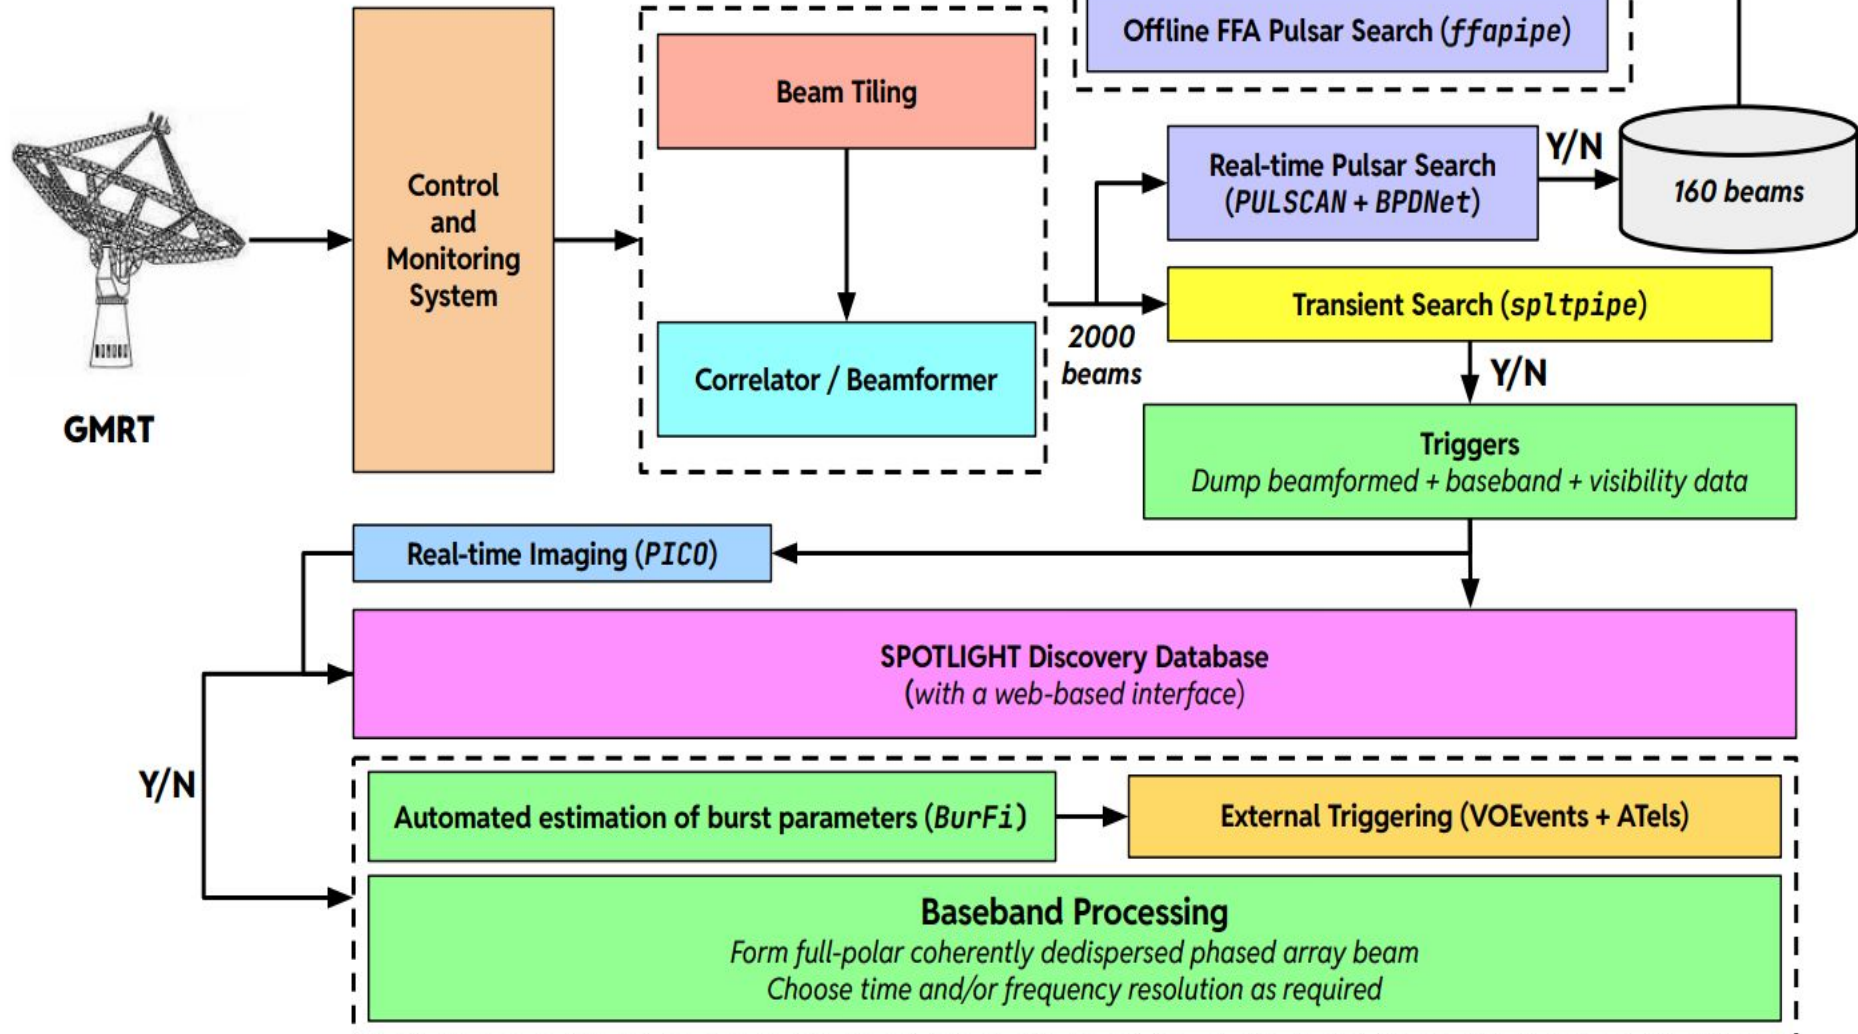 Offline FFA Pulsar Search (ffapipe)
Beam Tiling
Control
and
Monitoring
System
Real-time Pulsar Search
(PULSCAN + BPDNet)
Y/N
160 beams
Transient Search (spltpipe)
2000
beams
Correlator / Beamformer
Y/N
GMRT
Triggers
Dump beamformed + baseband + visibility data
Real-time Imaging (PICO)
SPOTLIGHT Discovery Database
(with a web-based interface)
Y/N
Automated estimation of burst parameters (BurFi)
External Triggering (VOEvents + ATels)
Baseband Processing
Form full-polar coherently dedispersed phased array beam
Choose time and/or frequency resolution as required